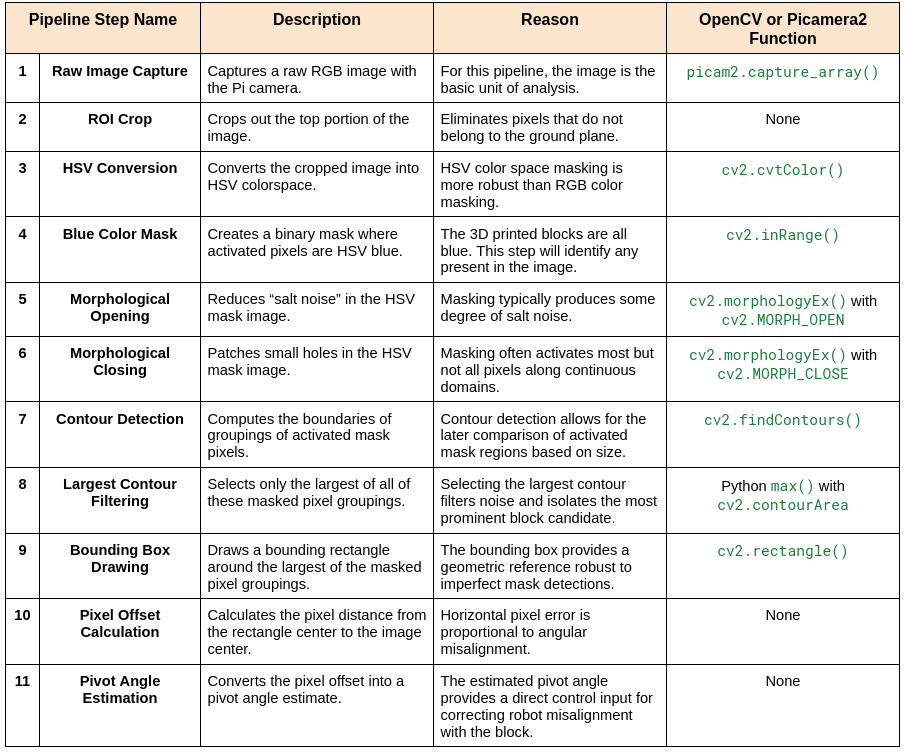 Pipeline Step Name
Description
Reason
OpenCV or Picamera2
Function
1
Raw Image Capture
Captures a raw RGB image with
the Pi camera.
For this pipeline, the image is the
basic unit of analysis.
picam2.capture_array()
2
ROI Crop
Crops out the top portion of the
image.
Eliminates pixels that do not
belong to the ground plane.
None
3
HSV Conversion
Converts the cropped image into
HSV colorspace.
HSV color space masking is
more robust than RGB color
masking.
cv2.cvtColor()
4
Blue Color Mask
Creates a binary mask where
activated pixels are HSV blue.
The 3D printed blocks are all
blue. This step will identify any
present in the image.
cv2.inRange()
5
Morphological
Opening
Reduces “salt noise” in the HSV
mask image.
Masking typically produces some
degree of salt noise.
cv2.morphologyEx() with
cv2.MORPH_OPEN
6
Morphological
Closing
Patches small holes in the HSV
mask image.
Masking often activates most but
not all pixels along continuous
domains.
cv2.morphologyEx() with
cv2.MORPH_CLOSE
7
Contour Detection
Computes the boundaries of
groupings of activated mask
pixels.
Contour detection allows for the
later comparison of activated
mask regions based on size.
cv2.findContours()
8
Largest Contour
Filtering
Selects only the largest of all of
these masked pixel groupings.
Selecting the largest contour
filters noise and isolates the most
prominent block candidate.
Python max() with
cv2.contourArea
9
Bounding Box
Drawing
Draws a bounding rectangle
around the largest of the masked
pixel groupings.
The bounding box provides a
geometric reference robust to
imperfect mask detections.
cv2.rectangle()
10
Pixel Offset
Calculation
Calculates the pixel distance from
the rectangle center to the image
center.
Horizontal pixel error is
proportional to angular
misalignment.
None
11
Pivot Angle
Estimation
Converts the pixel offset into a
pivot angle estimate.
The estimated pivot angle
provides a direct control input for
correcting robot misalignment
with the block.
None